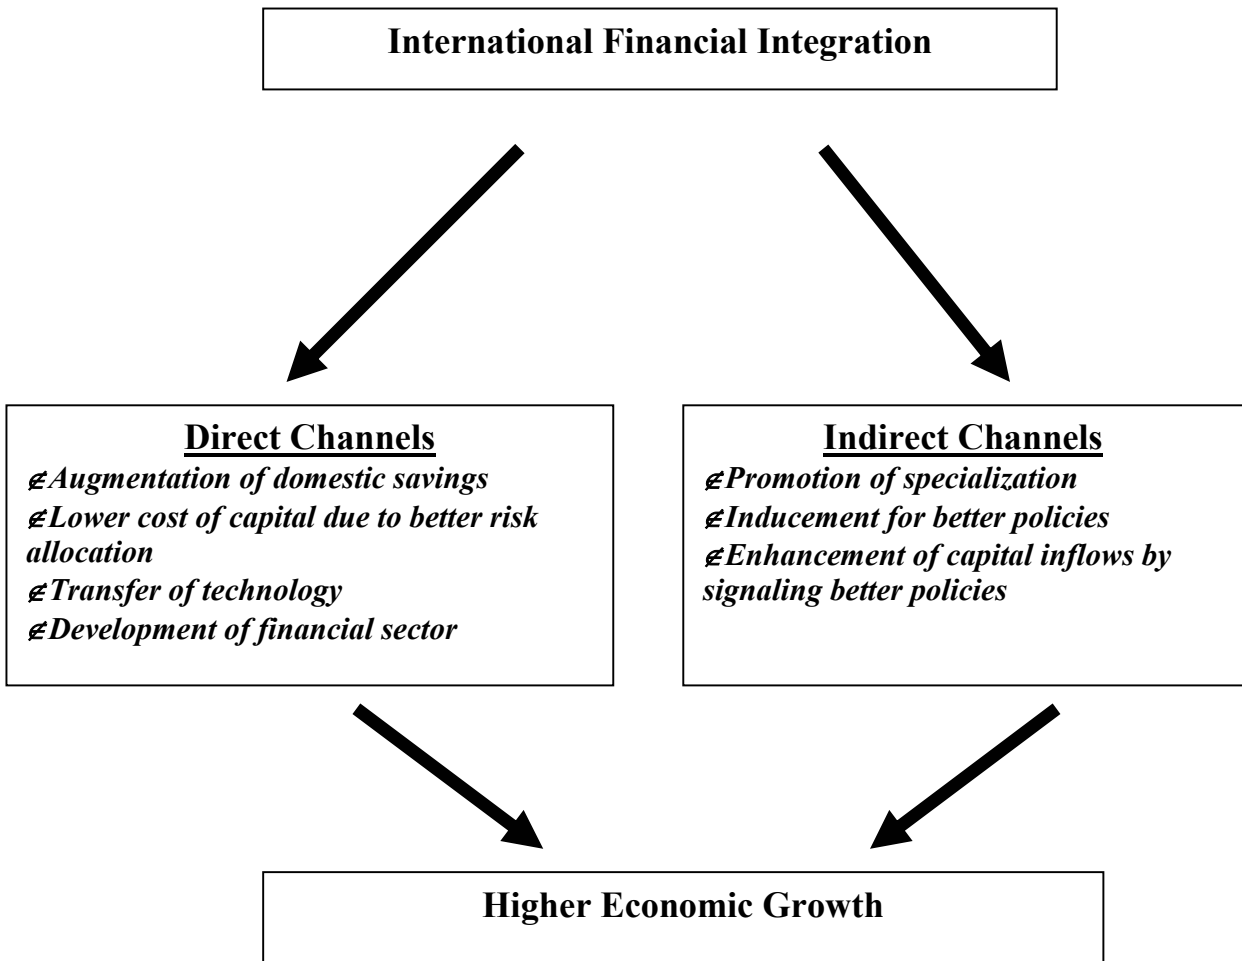 International Financial Integration
Direct Channels
∉Augmentation of domestic savings
∉Lower cost of capital due to better risk
allocation
∉Transfer of technology
∉Development of financial sector
Indirect Channels
∉Promotion of specialization
∉Inducement for better policies
∉Enhancement of capital inflows by
signaling better policies
Higher Economic Growth